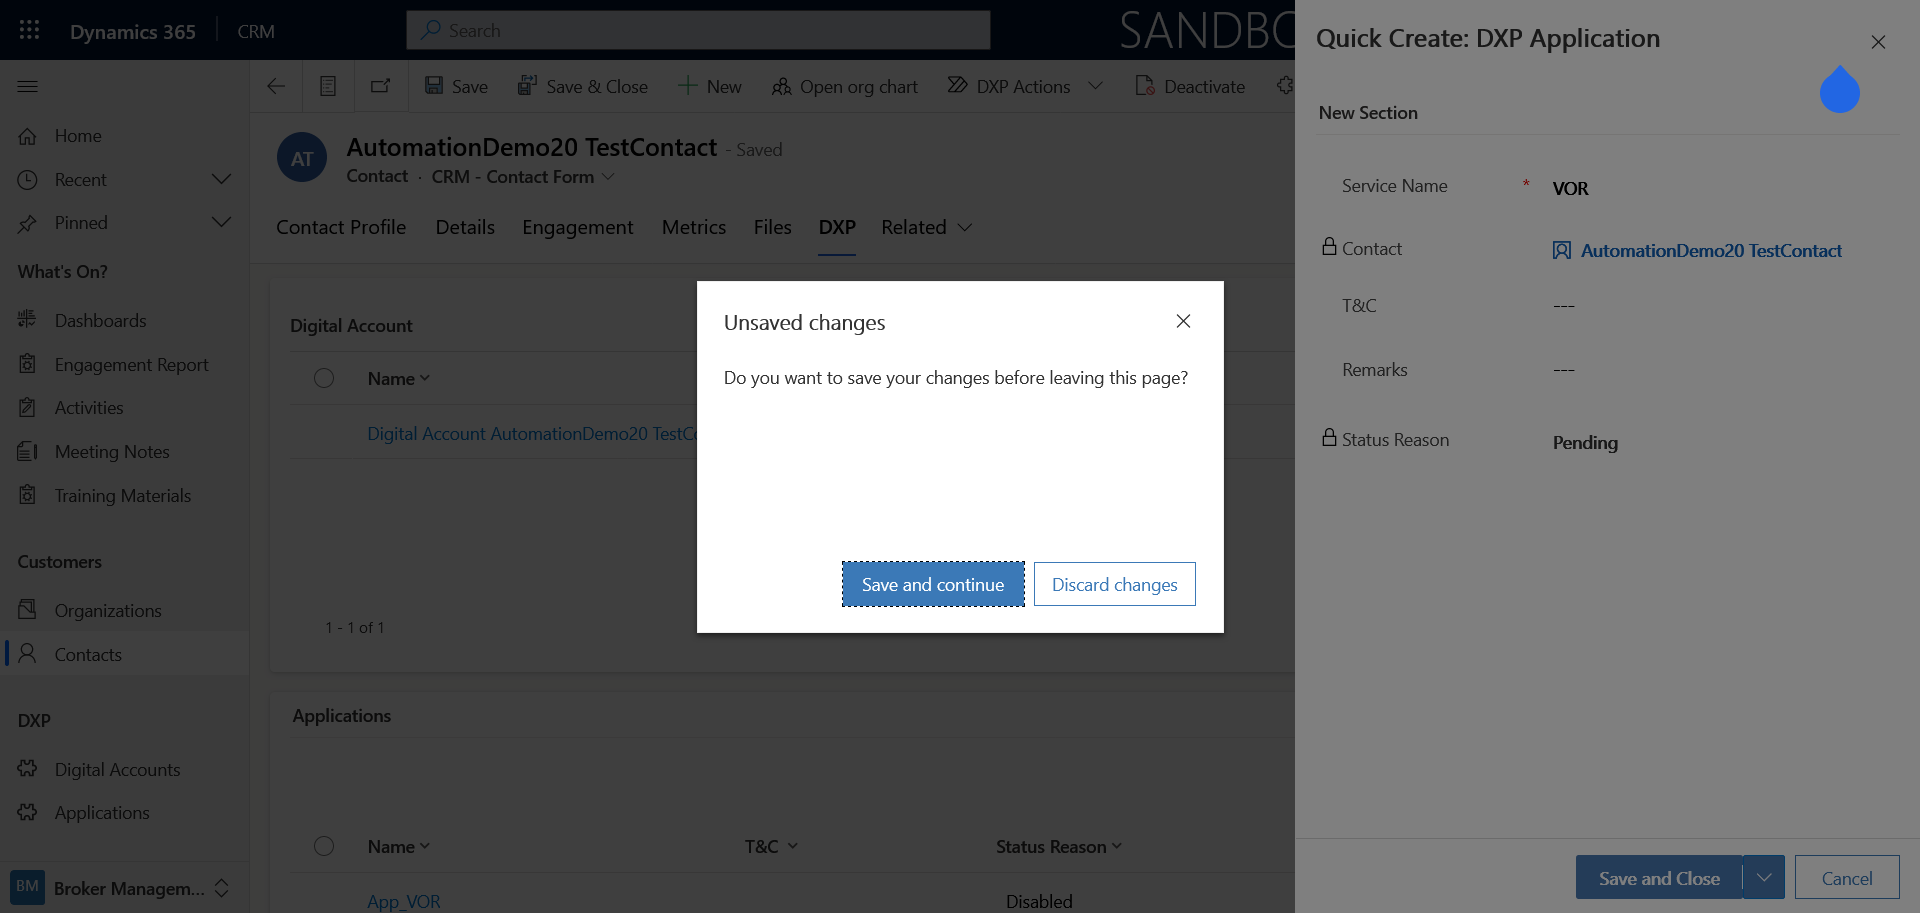 Dynamics 365
CRM
Search
SANDBO
Save
Save & Close
New
Open org chart
DXP Actions
Deactivate
Home
Recent
Pinned
What's On?
Dashboards
Engagement Report
Activities
Meeting Notes
Training Materials
Customers
Organizations
Contacts
DXP
Digital Accounts
Applications
BM
Broker Managem...
AT
AutomationDemo20 TestContact - Saved
Contact · CRM - Contact Form
Contact Profile
Details
Engagement
Metrics
Files
DXP
Related
Digital Account
Name
Digital Account AutomationDemo20 TestCo
1 - 1 of 1
Applications
Name
T&C
Status Reason
App_VOR
Disabled
Unsaved changes
Do you want to save your changes before leaving this page?
Save and continue
Discard changes
Quick Create: DXP Application
New Section
Service Name * VOR
Contact AutomationDemo20 TestContact
T&C ---
Remarks ---
Status Reason Pending
Save and Close
Cancel